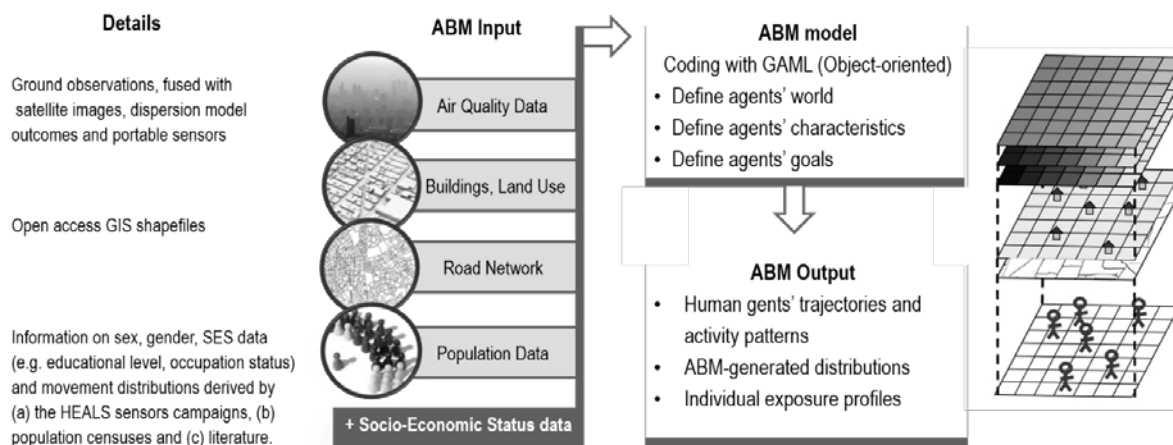 Details
Ground observations, fused with
satellite images, dispersion model
outcomes and portable sensors
Open access GIS shapefiles
Information on sex, gender, SES data
(e.g. educational level, occupation status)
and movement distributions derived by
(a) the HEALS sensors campaigns, (b)
population censuses and (c) literature.
ABM Input
Air Quality Data
Buildings, Land Use
Road Network
Population Data
+ Socio-Economic Status data
ABM model
Coding with GAML (Object-oriented)
• Define agents' world
• Define agents' characteristics
• Define agents' goals
ABM Output
• Human gents' trajectories and
activity patterns
• ABM-generated distributions
• Individual exposure profiles